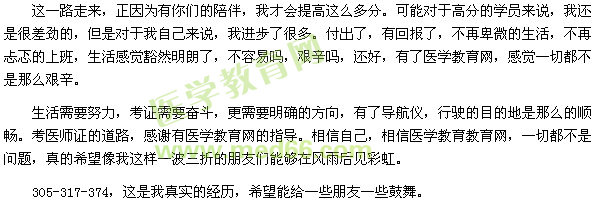 这一路走来，正因为有你们的陪伴，我才会提高这么多分。可能对于高分的学员来说，我还
是很差劲的，但是对于我自己来说，我进步了很多。付出了，有回报了，不再卑微的生活，不再
忐忑的上班，生活感觉豁然明朗了，不容易吗，艰辛吗，还好，有了医学教育网，感觉一切都不
是那么艰辛。
生活需要努力，考证需要奋斗，更需要明确的方向，有了导航仪，行驶的目的地是那么的顺
畅。考医师证的道路，感谢有医学教育网的指导。相信自己，相信医学教育教育网，一切都不是
问题，真的希望像我这样一波三折的朋友们能够在风雨后见彩虹。
305-317-374，这是我真实的经历，希望能给一些朋友一些鼓舞。
医学教育网
www.med66.com